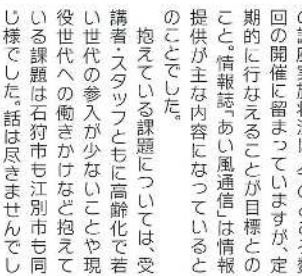 回の開催に留まっていますが、定
期的に行なえることが目標との
こと。情報誌「あい風通信」は情報
提供が主な内容になっていると
のことでした。
抱えている課題については、受
講者・スタッフともに高齢化で若
い世代の参入が少ないことや現
役世代への働きかけなど抱えて
いる課題は石狩市も江別市も同
じ様でした。話は尽きませんでし